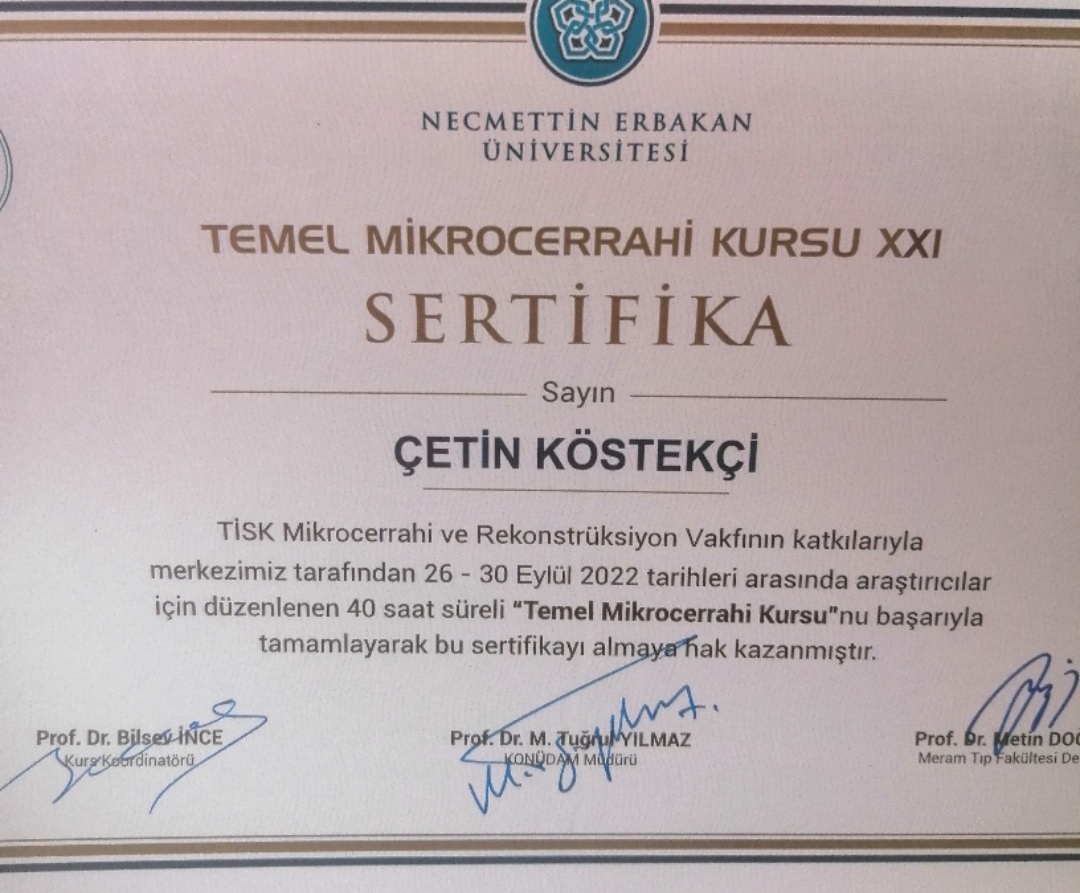 NECMETTİN ERBAKAN
ÜNİVERSİTESİ
TEMEL MİKROCERRAHİ KURSU XXI
SERTİFİKA
Sayın
ÇETİN KÖSTEKÇİ
TİSK Mikrocerrahi ve Rekonstrüksiyon Vakfının katkılarıyla
merkezimiz tarafından 26 - 30 Eylül 2022 tarihleri arasında araştırıcılar
için düzenlenen 40 saat süreli “Temel Mikrocerrahi Kursu”nu başarıyla
tamamlayarak bu sertifikayı almaya hak kazanmıştır.
Prof. Dr. Bilsev İNCE
Kurs Koordinatörü
Prof. Dr. M. Tuğrul YILMAZ
KONÜDAM Müdürü
Prof. Dr. Metin
Meram Tıp Fakültesi